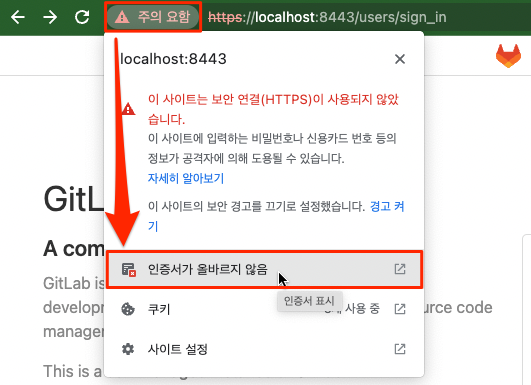 주의 요함
https://localhost:8443/users/sign_in
localhost:8443
이 사이트는 보안 연결(HTTPS)이 사용되지 않았
습니다.
이 사이트에 입력하는 비밀번호나 신용카드 번호 등의
정보가 공격자에 의해 도용될 수 있습니다.
자세히 알아보기
이 사이트의 보안 경고를 끄기로 설정했습니다. 경고 켜
기
GitL
A com
인증서가 올바르지 않음
GitLab is
인증서 표시
쿠키
사용 중
develop
urce code
manage
사이트 설정
This is a